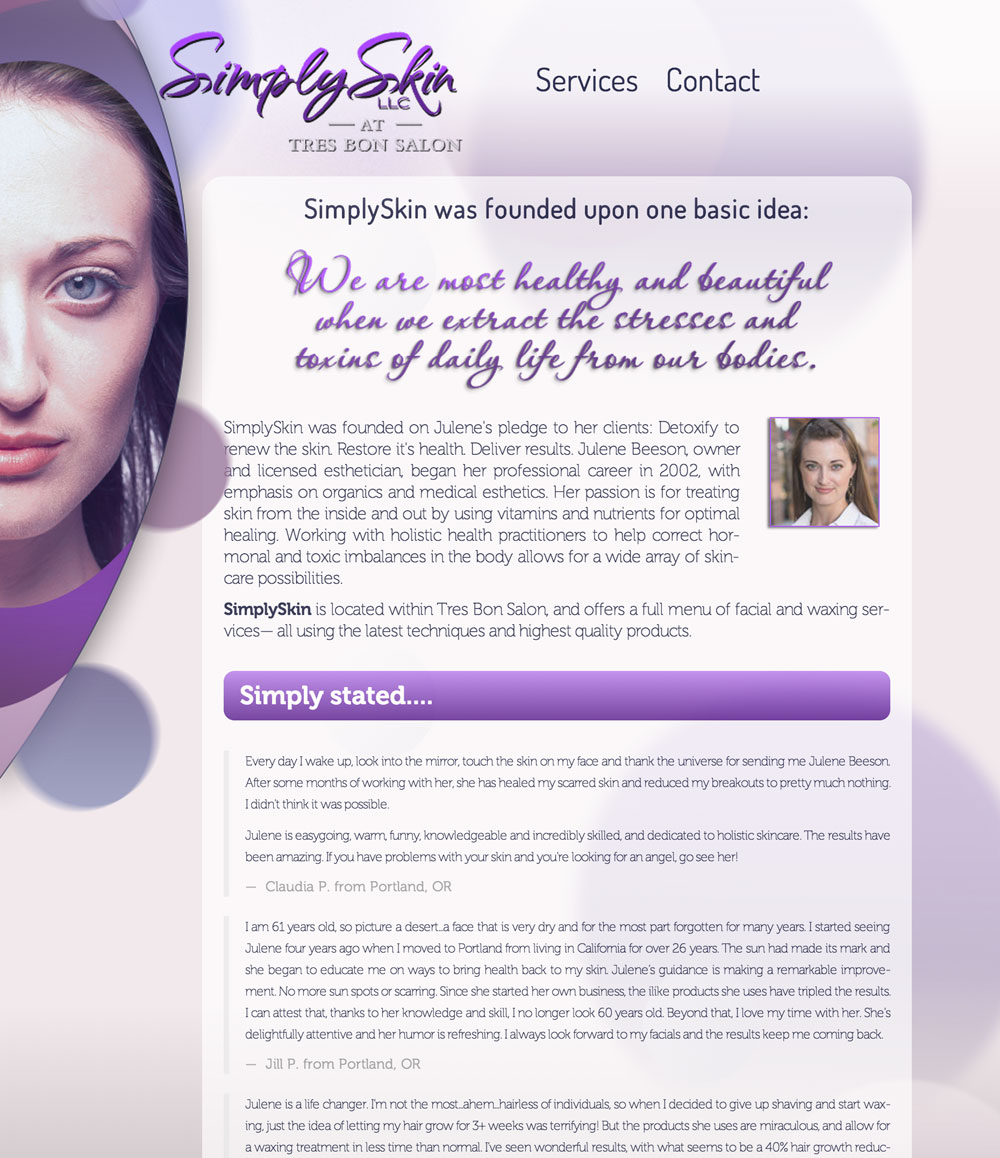 SimplySkin
LLC
— AT —
TRES BON SALON
Services Contact
SimplySkin was founded upon one basic idea:
We are most healthy and beautiful
when we extract the stresses and
toxins of daily life from our bodies.
SimplySkin was founded on Julene's pledge to her clients: Detoxify to
renew the skin. Restore it's health. Deliver results. Julene Beeson, owner
and licensed esthetician, began her professional career in 2002, with
emphasis on organics and medical esthetics. Her passion is for treating
skin from the inside and out by using vitamins and nutrients for optimal
healing. Working with holistic health practitioners to help correct hor-
monal and toxic imbalances in the body allows for a wide array of skin-
care possibilities.
SimplySkin is located within Tres Bon Salon, and offers a full menu of facial and waxing ser-
vices— all using the latest techniques and highest quality products.
Simply stated....
Every day I wake up, look into the mirror, touch the skin on my face and thank the universe for sending me Julene Beeson.
After some months of working with her, she has healed my scarred skin and reduced my breakouts to pretty much nothing.
I didn't think it was possible.
Julene is easygoing, warm, funny, knowledgeable and incredibly skilled, and dedicated to holistic skincare. The results have
been amazing. If you have problems with your skin and you're looking for an angel, go see her!
— Claudia P. from Portland, OR
I am 61 years old, so picture a desert...a face that is very dry and for the most part forgotten for many years. I started seeing
Julene four years ago when I moved to Portland from living in California for over 26 years. The sun had made its mark and
she began to educate me on ways to bring health back to my skin. Julene's guidance is making a remarkable improve-
ment. No more sun spots or scarring. Since she started her own business, the ilike products she uses have tripled the results.
I can attest that, thanks to her knowledge and skill, I no longer look 60 years old. Beyond that, I love my time with her. She's
delightfully attentive and her humor is refreshing. I always look forward to my facials and the results keep me coming back.
— Jill P. from Portland, OR
Julene is a life changer. I'm not the most...ahem...hairless of individuals, so when I decided to give up shaving and start wax-
ing, just the idea of letting my hair grow for 3+ weeks was terrifying! But the products she uses are miraculous, and allow for
a waxing treatment in less time than normal. I've seen wonderful results, with what seems to be a 40% hair growth reduc-